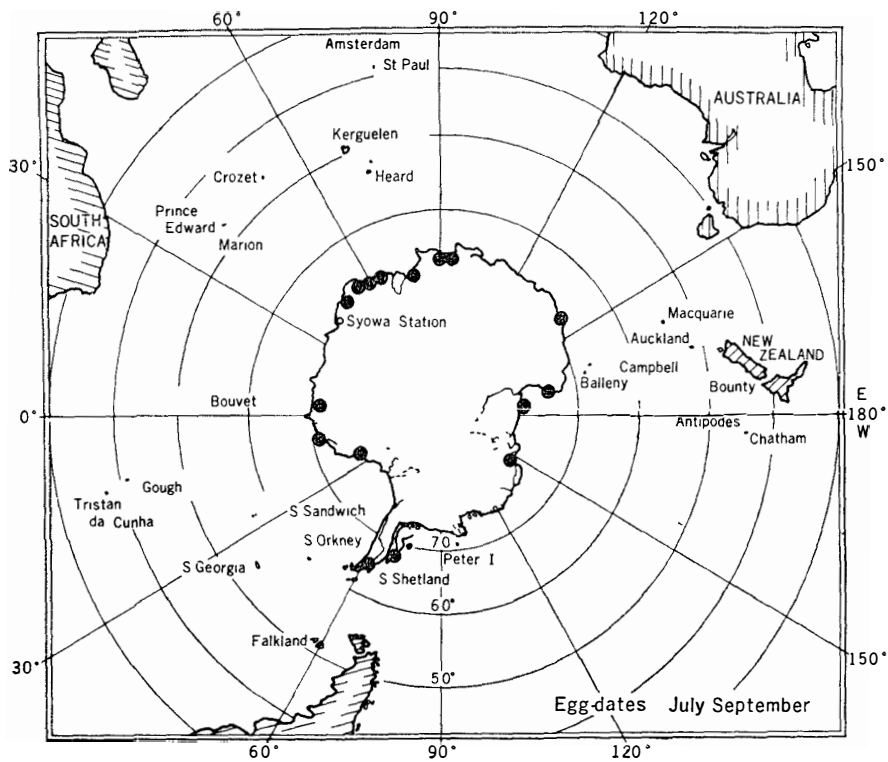 60°
90°
120°
Amsterdam
St Paul
AUSTRALIA
Kerguelen
30°
150°
Crozet
Heard
Prince
Edward
SOUTH
AFRICA
Marion
Syowa Station
Macquarie
Auckland
NEW
ZEALAND
Campbell
Balleny
Bounty
Bouvet
E
0°
180°
W
Antipodes
Chatham
Gough
Tristan
da Cunha
S Sandwich
S Orkney
70
Peter I
S Georgia
S Shetland
60°
Falkland
30°
150°
50°
Egg-dates July September
60°
90°
120°